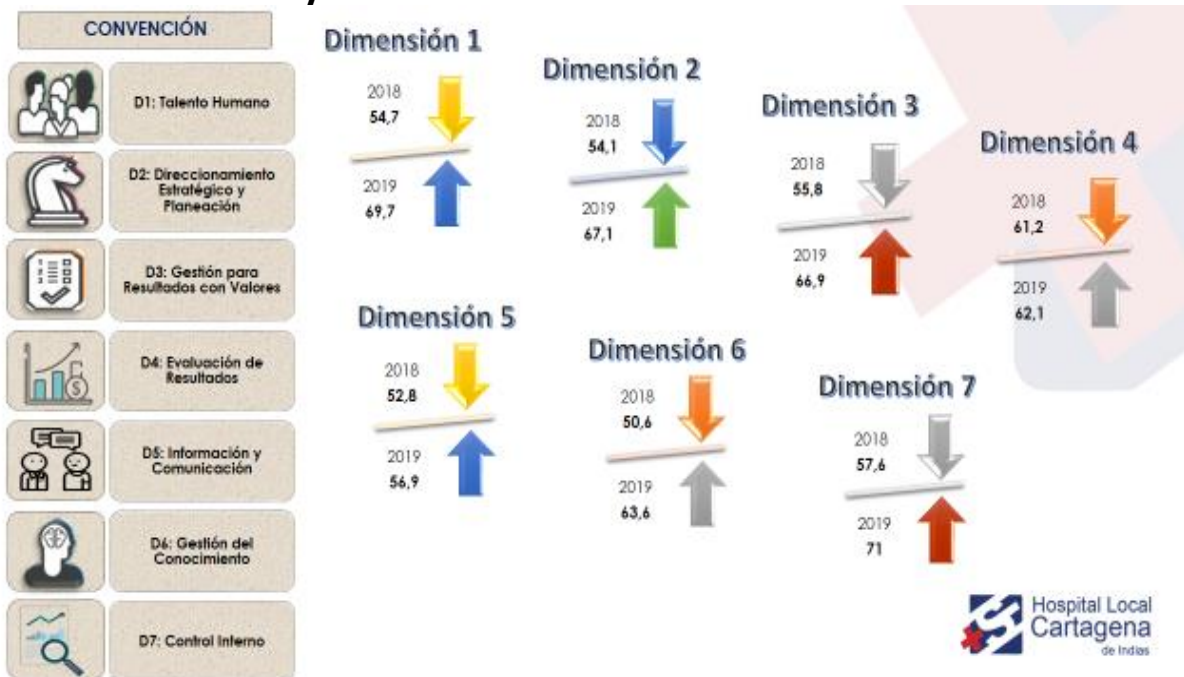 CONVENCIÓN
D1: Talento Humano
D2: Direccionamiento
Estratégico y
Planeación
D3: Gestión para
Resultados con Valores
D4: Evaluación de
Resultados
D5: Información y
Comunicación
D6: Gestión del
Conocimiento
D7: Control Interno
Dimensión 1
2018
54,7
2019
69,7
Dimensión 2
2018
54,1
2019
67,1
Dimensión 3
2018
55,8
2019
66,9
Dimensión 4
2018
61,2
2019
62,1
Dimensión 5
2018
52,8
2019
56,9
Dimensión 6
2018
50,6
2019
63,6
Dimensión 7
2018
57,6
2019
71
Hospital Local
Cartagena
de Indias